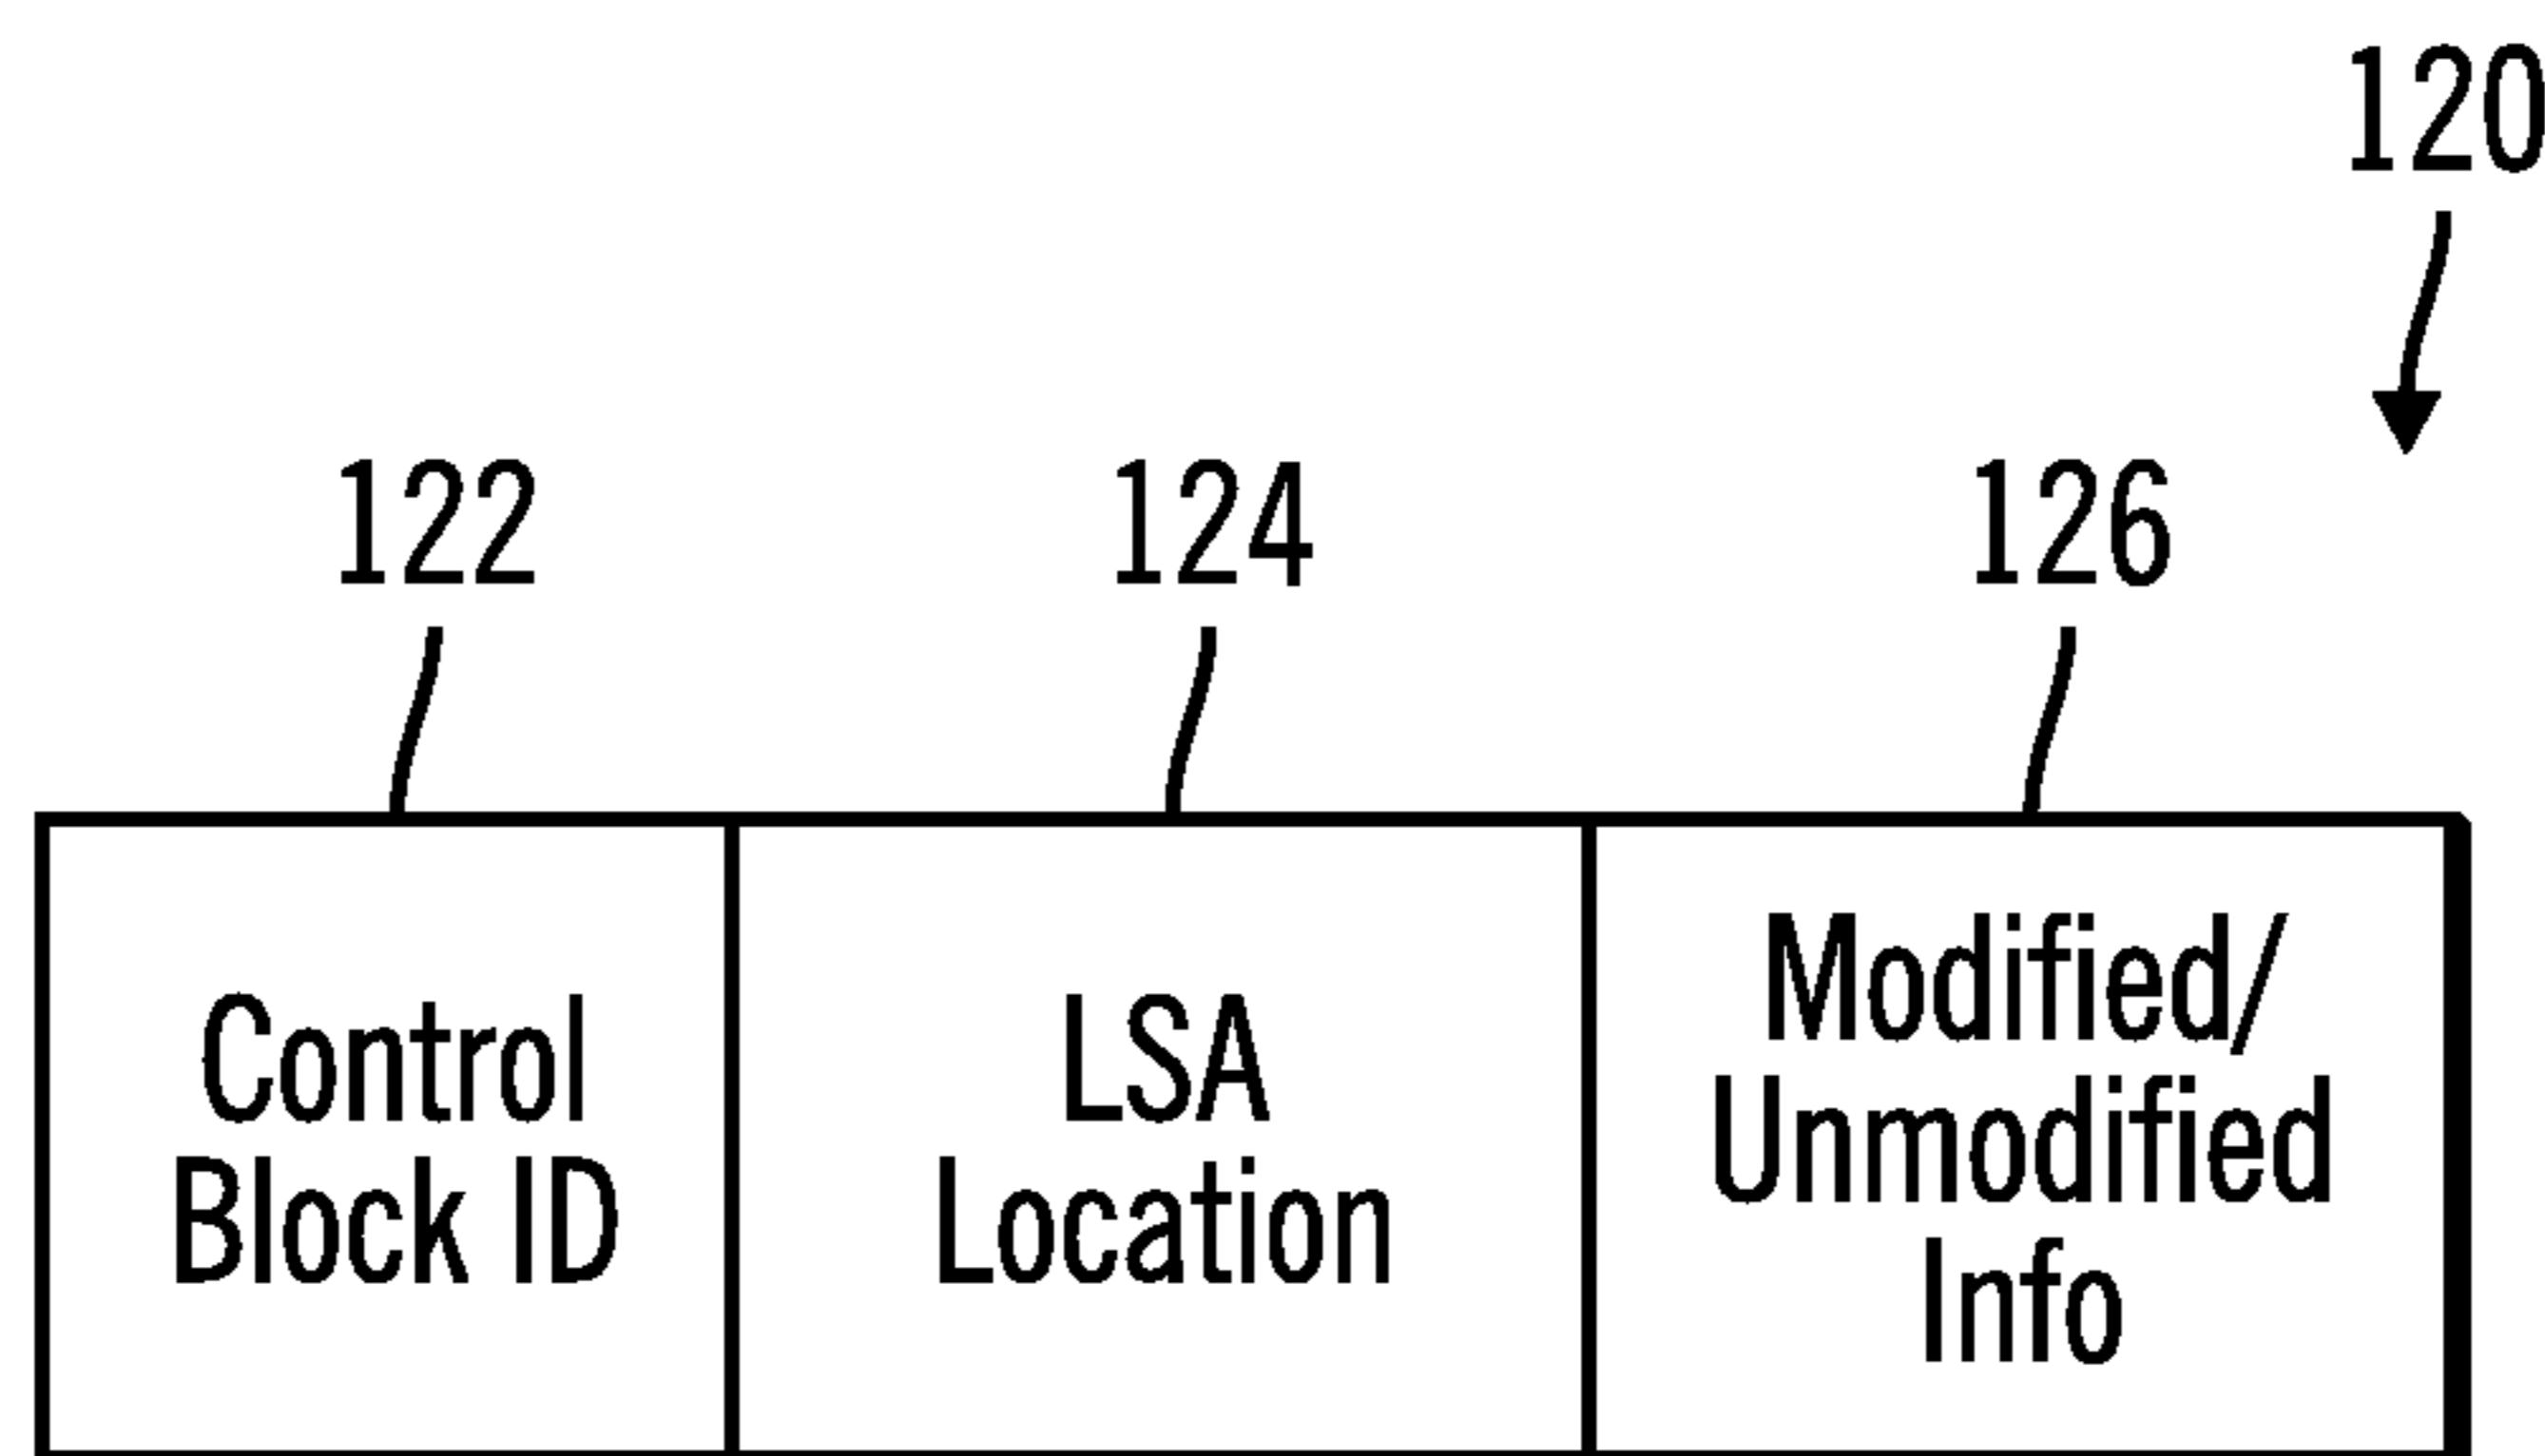 120
122 124 126
Control
Block ID
LSA
Location
Modified/
Unmodified
Info